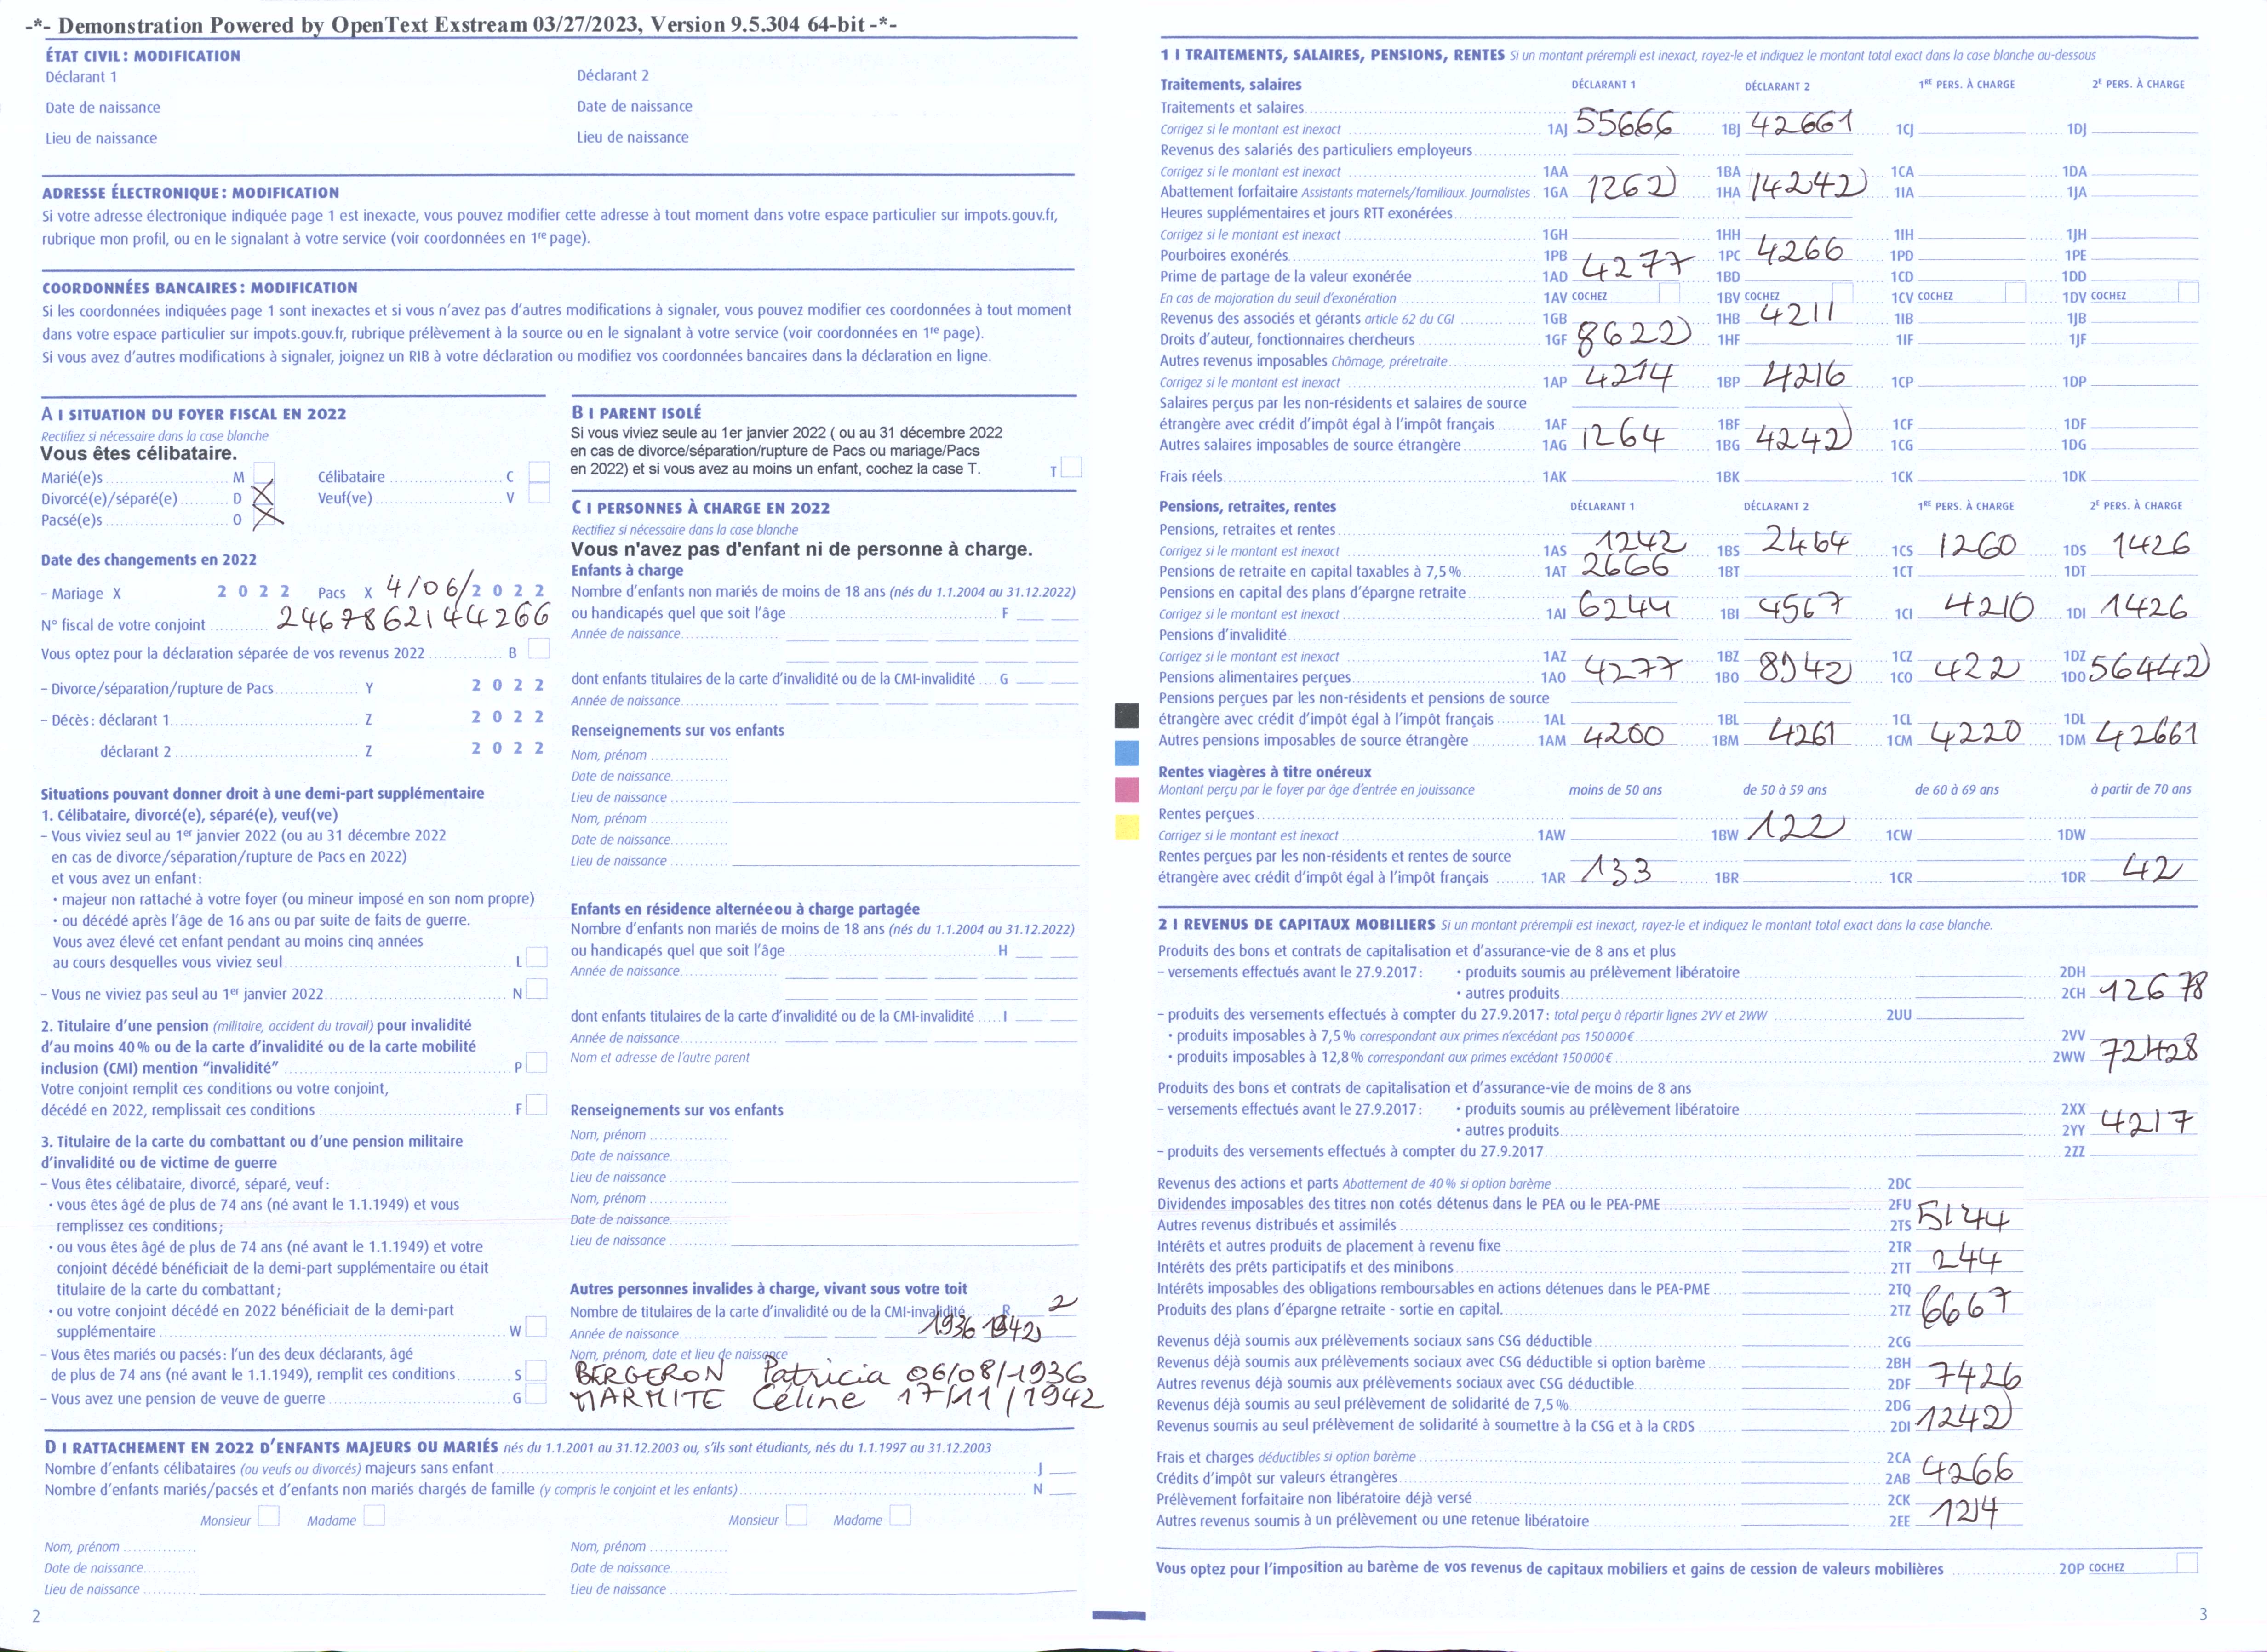 -*- Demonstration Powered by OpenText Exstream 03/27/2023, Version 9.5.304 64-bit -*-
ÉTAT CIVIL : MODIFICATION
Déclarant 1 Déclarant 2
Date de naissance Date de naissance
Lieu de naissance Lieu de naissance
ADRESSE ÉLECTRONIQUE : MODIFICATION
Si votre adresse électronique indiquée page 1 est inexacte, vous pouvez modifier cette adresse à tout moment dans votre espace particulier sur impots.gouv.fr,
rubrique mon profil, ou en le signalant à votre service (voir coordonnées en 1re page).
COORDONNÉES BANCAIRES : MODIFICATION
Si les coordonnées indiquées page 1 sont inexactes et si vous n'avez pas d'autres modifications à signaler, vous pouvez modifier ces coordonnées à tout moment
dans votre espace particulier sur impots.gouv.fr, rubrique prélèvement à la source ou en le signalant à votre service (voir coordonnées en 1re page).
Si vous avez d'autres modifications à signaler, joignez un RIB à votre déclaration ou modifiez vos coordonnées bancaires dans la déclaration en ligne.
A I SITUATION DU FOYER FISCAL EN 2022
Rectifiez si nécessaire dans la case blanche
Vous êtes célibataire.
Marié(e)s M Célibataire C
Divorcé(e)/séparé(e) D X Veuf(ve) V
Pacsé(e)s O X
Date des changements en 2022
– Mariage X 2 0 2 2 Pacs X 4/06/ 2 0 2 2
N° fiscal de votre conjoint 2467862144266
Vous optez pour la déclaration séparée de vos revenus 2022 B
– Divorce/séparation/rupture de Pacs Y 2 0 2 2
– Décès : déclarant 1 Z 2 0 2 2
déclarant 2 Z 2 0 2 2
Situations pouvant donner droit à une demi-part supplémentaire
1. Célibataire, divorcé(e), séparé(e), veuf(ve)
– Vous viviez seul au 1er janvier 2022 (ou au 31 décembre 2022
en cas de divorce/séparation/rupture de Pacs en 2022)
et vous avez un enfant :
• majeur non rattaché à votre foyer (ou mineur imposé en son nom propre)
• ou décédé après l'âge de 16 ans ou par suite de faits de guerre.
Vous avez élevé cet enfant pendant au moins cinq années
au cours desquelles vous viviez seul L
– Vous ne viviez pas seul au 1er janvier 2022 N
2. Titulaire d'une pension (militaire, accident du travail) pour invalidité
d'au moins 40 % ou de la carte d'invalidité ou de la carte mobilité
inclusion (CMI) mention “invalidité” P
Votre conjoint remplit ces conditions ou votre conjoint,
décédé en 2022, remplissait ces conditions F
3. Titulaire de la carte du combattant ou d'une pension militaire
d'invalidité ou de victime de guerre
– Vous êtes célibataire, divorcé, séparé, veuf :
• vous êtes âgé de plus de 74 ans (né avant le 1.1.1949) et vous
remplissez ces conditions ;
• ou vous êtes âgé de plus de 74 ans (né avant le 1.1.1949) et votre
conjoint décédé bénéficiait de la demi-part supplémentaire ou était
titulaire de la carte du combattant ;
• ou votre conjoint décédé en 2022 bénéficiait de la demi-part
supplémentaire W
– Vous êtes mariés ou pacsés : l'un des deux déclarants, âgé
de plus de 74 ans (né avant le 1.1.1949), remplit ces conditions S
– Vous avez une pension de veuve de guerre G
B I PARENT ISOLÉ
Si vous viviez seule au 1er janvier 2022 ( ou au 31 décembre 2022
en cas de divorce/séparation/rupture de Pacs ou mariage/Pacs
en 2022) et si vous avez au moins un enfant, cochez la case T. T
C I PERSONNES À CHARGE EN 2022
Rectifiez si nécessaire dans la case blanche
Vous n'avez pas d'enfant ni de personne à charge.
Enfants à charge
Nombre d'enfants non mariés de moins de 18 ans (nés du 1.1.2004 au 31.12.2022)
ou handicapés quel que soit l'âge F
Année de naissance
dont enfants titulaires de la carte d'invalidité ou de la CMI-invalidité G
Année de naissance
Renseignements sur vos enfants
Nom, prénom
Date de naissance
Lieu de naissance
Nom, prénom
Date de naissance
Lieu de naissance
Enfants en résidence alternée ou à charge partagée
Nombre d'enfants non mariés de moins de 18 ans (nés du 1.1.2004 au 31.12.2022)
ou handicapés quel que soit l'âge H
Année de naissance
dont enfants titulaires de la carte d'invalidité ou de la CMI-invalidité I
Année de naissance
Nom et adresse de l'autre parent
Renseignements sur vos enfants
Nom, prénom
Date de naissance
Lieu de naissance
Nom, prénom
Date de naissance
Lieu de naissance
Autres personnes invalides à charge, vivant sous votre toit
Nombre de titulaires de la carte d'invalidité ou de la CMI-invalidité R 2
Année de naissance 1936 1942
Nom, prénom, date et lieu de naissance
BERGERON Patricia 06/08/1936
MARMITE Céline 17/11/1942
D I RATTACHEMENT EN 2022 D'ENFANTS MAJEURS OU MARIÉS nés du 1.1.2001 au 31.12.2003 ou, s'ils sont étudiants, nés du 1.1.1997 au 31.12.2003
Nombre d'enfants célibataires (ou veufs ou divorcés) majeurs sans enfant J
Nombre d'enfants mariés/pacsés et d'enfants non mariés chargés de famille (y compris le conjoint et les enfants) N
Monsieur Madame Monsieur Madame
Nom, prénom Nom, prénom
Date de naissance Date de naissance
Lieu de naissance Lieu de naissance
2
1 I TRAITEMENTS, SALAIRES, PENSIONS, RENTES Si un montant prérempli est inexact, rayez-le et indiquez le montant total exact dans la case blanche au-dessous
Traitements, salaires DÉCLARANT 1 DÉCLARANT 2 1RE PERS. À CHARGE 2E PERS. À CHARGE
Traitements et salaires
Corrigez si le montant est inexact 1AJ 55666 1BJ 42661 1CJ 1DJ
Revenus des salariés des particuliers employeurs
Corrigez si le montant est inexact 1AA 1BA 1CA 1DA
Abattement forfaitaire Assistants maternels/familiaux. Journalistes 1GA 1262 1HA 14242 1IA 1JA
Heures supplémentaires et jours RTT exonérées
Corrigez si le montant est inexact 1GH 1HH 1IH 1JH
Pourboires exonérés 1PB 1PC 4266 1PD 1PE
Prime de partage de la valeur exonérée 1AD 4277 1BD 1CD 1DD
En cas de majoration du seuil d'exonération 1AV COCHEZ 1BV COCHEZ 1CV COCHEZ 1DV COCHEZ
Revenus des associés et gérants article 62 du CGI 1GB 1HB 4211 1IB 1JB
Droits d'auteur, fonctionnaires chercheurs 1GF 8622 1HF 1IF 1JF
Autres revenus imposables Chômage, préretraite
Corrigez si le montant est inexact 1AP 4214 1BP 4216 1CP 1DP
Salaires perçus par les non-résidents et salaires de source
étrangère avec crédit d'impôt égal à l'impôt français 1AF 1BF 1CF 1DF
Autres salaires imposables de source étrangère 1AG 1264 1BG 4242 1CG 1DG
Frais réels 1AK 1BK 1CK 1DK
Pensions, retraites, rentes DÉCLARANT 1 DÉCLARANT 2 1RE PERS. À CHARGE 2E PERS. À CHARGE
Pensions, retraites et rentes
Corrigez si le montant est inexact 1AS 1242 1BS 2464 1CS 1260 1DS 1426
Pensions de retraite en capital taxables à 7,5 % 1AT 2666 1BT 1CT 1DT
Pensions en capital des plans d'épargne retraite
Corrigez si le montant est inexact 1AI 6244 1BI 4567 1CI 4210 1DI 1426
Pensions d'invalidité
Corrigez si le montant est inexact 1AZ 1BZ 1CZ 1DZ
Pensions alimentaires perçues 1AO 4277 1BO 8942 1CO 422 1DO 56442
Pensions perçues par les non-résidents et pensions de source
étrangère avec crédit d'impôt égal à l'impôt français 1AL 1BL 1CL 1DL
Autres pensions imposables de source étrangère 1AM 4200 1BM 4261 1CM 4220 1DM 42661
Rentes viagères à titre onéreux
Montant perçu par le foyer par âge d'entrée en jouissance moins de 50 ans de 50 à 59 ans de 60 à 69 ans à partir de 70 ans
Rentes perçues
Corrigez si le montant est inexact 1AW 1BW 122 1CW 1DW
Rentes perçues par les non-résidents et rentes de source
étrangère avec crédit d'impôt égal à l'impôt français 1AR 133 1BR 1CR 1DR 42
2 I REVENUS DE CAPITAUX MOBILIERS Si un montant prérempli est inexact, rayez-le et indiquez le montant total exact dans la case blanche.
Produits des bons et contrats de capitalisation et d'assurance-vie de 8 ans et plus
– versements effectués avant le 27.9.2017 : • produits soumis au prélèvement libératoire 2DH
• autres produits 2CH 12678
– produits des versements effectués à compter du 27.9.2017 : total perçu à répartir lignes 2VV et 2WW 2UU
• produits imposables à 7,5 % correspondant aux primes n'excédant pas 150 000 € 2VV
• produits imposables à 12,8 % correspondant aux primes excédant 150 000 € 2WW 72428
Produits des bons et contrats de capitalisation et d'assurance-vie de moins de 8 ans
– versements effectués avant le 27.9.2017 : • produits soumis au prélèvement libératoire 2XX
• autres produits 2YY 4217
– produits des versements effectués à compter du 27.9.2017 2ZZ
Revenus des actions et parts Abattement de 40 % si option barème 2DC
Dividendes imposables des titres non cotés détenus dans le PEA ou le PEA-PME 2FU
Autres revenus distribués et assimilés 2TS 5144
Intérêts et autres produits de placement à revenu fixe 2TR
Intérêts des prêts participatifs et des minibons 2TT 244
Intérêts imposables des obligations remboursables en actions détenues dans le PEA-PME 2TQ
Produits des plans d'épargne retraite - sortie en capital. 2TZ 6667
Revenus déjà soumis aux prélèvements sociaux sans CSG déductible 2CG
Revenus déjà soumis aux prélèvements sociaux avec CSG déductible si option barème 2BH
Autres revenus déjà soumis aux prélèvements sociaux avec CSG déductible 2DF 7426
Revenus déjà soumis au seul prélèvement de solidarité de 7,5 % 2DG
Revenus soumis au seul prélèvement de solidarité à soumettre à la CSG et à la CRDS 2DI 1242
Frais et charges déductibles si option barème 2CA
Crédits d'impôt sur valeurs étrangères 2AB 4266
Prélèvement forfaitaire non libératoire déjà versé 2CK
Autres revenus soumis à un prélèvement ou une retenue libératoire 2EE 1214
Vous optez pour l'imposition au barème de vos revenus de capitaux mobiliers et gains de cession de valeurs mobilières 2OP COCHEZ
3